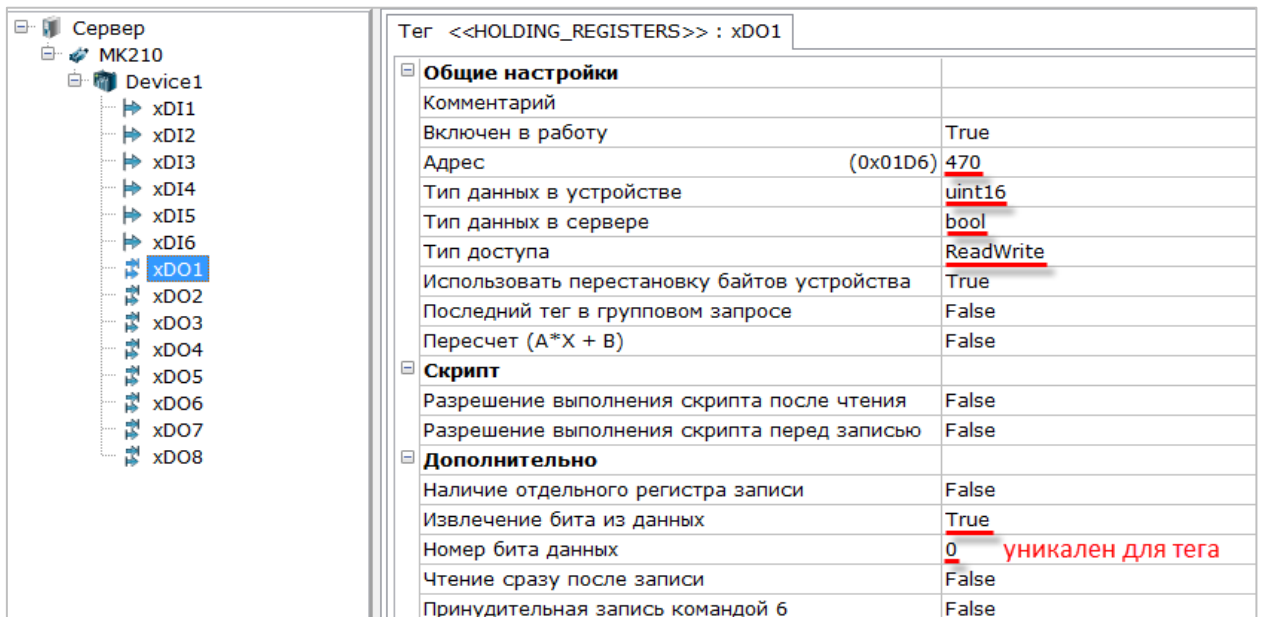 Сервер
MK210
Device1
xDI1
xDI2
xDI3
xDI4
xDI5
xDI6
xDO1
xDO2
xDO3
xDO4
xDO5
xDO6
xDO7
xDO8
Тег <<HOLDING_REGISTERS>> : xDO1
Общие настройки
Комментарий
Включен в работу True
Адрес (0x01D6) 470
Тип данных в устройстве uint16
Тип данных в сервере bool
Тип доступа ReadWrite
Использовать перестановку байтов устройства True
Последний тег в групповом запросе False
Пересчет (A*X + B) False
Скрипт
Разрешение выполнения скрипта после чтения False
Разрешение выполнения скрипта перед записью False
Дополнительно
Наличие отдельного регистра записи False
Извлечение бита из данных True
Номер бита данных 0 уникален для тега
Чтение сразу после записи False
Принудительная запись командой 6 False